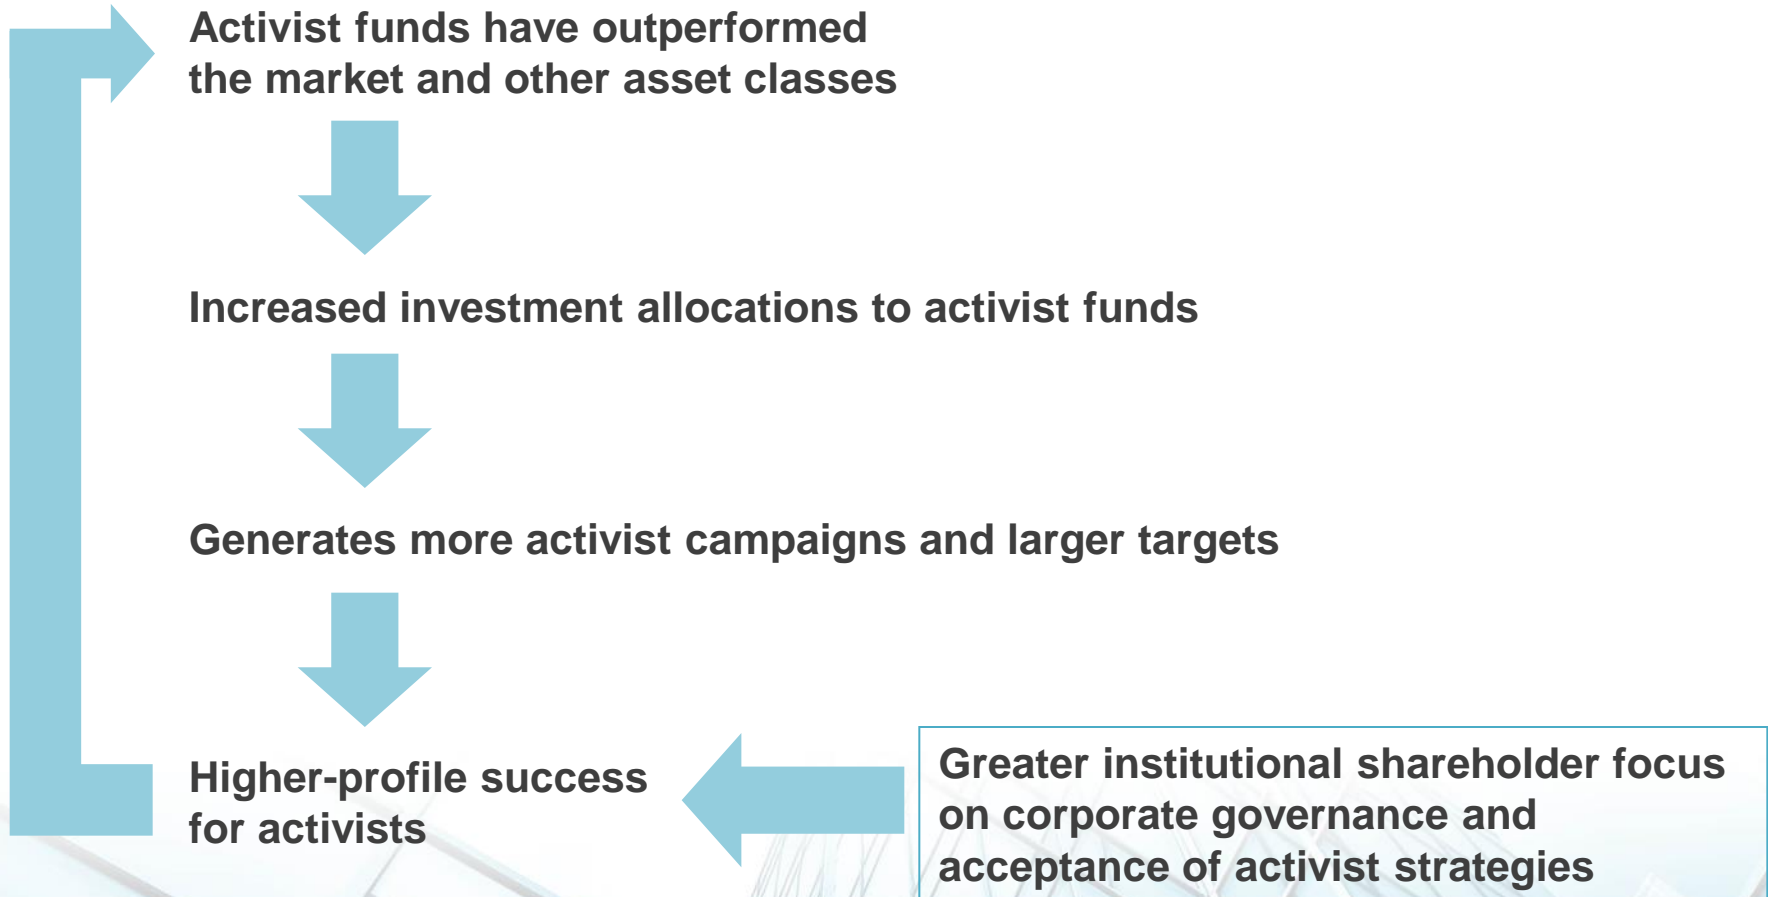 Activist funds have outperformed
the market and other asset classes
Increased investment allocations to activist funds
Generates more activist campaigns and larger targets
Higher-profile success
for activists
Greater institutional shareholder focus
on corporate governance and
acceptance of activist strategies